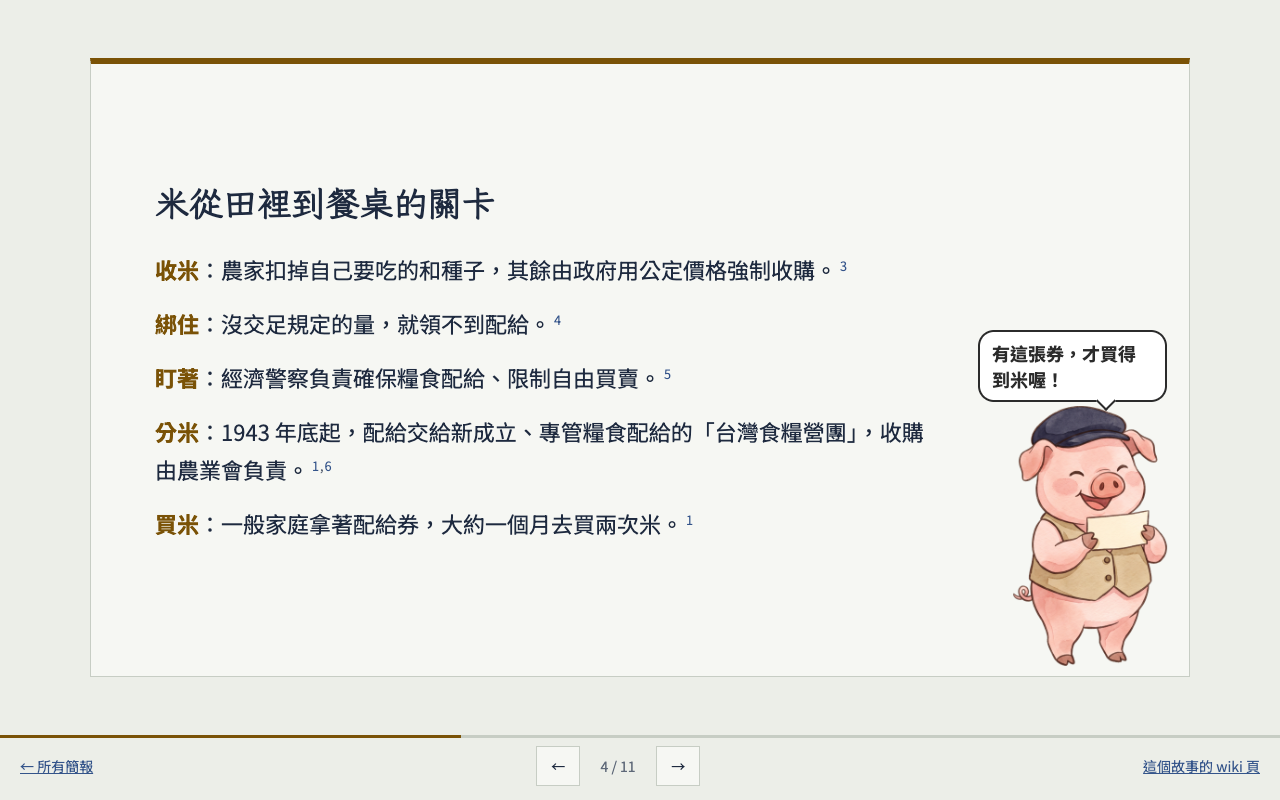 米從田裡到餐桌的關卡
收米：農家扣掉自己要吃的和種子，其餘由政府用公定價格強制收購。3
綁住：沒交足規定的量，就領不到配給。4
盯著：經濟警察負責確保糧食配給、限制自由買賣。5
分米：1943 年底起，配給交給新成立、專管糧食配給的「台灣食糧營團」，收購
由農業會負責。1,6
買米：一般家庭拿著配給券，大約一個月去買兩次米。1
有這張券，才買得
到米喔！
← 所有簡報
←
4 / 11
→
這個故事的 wiki 頁